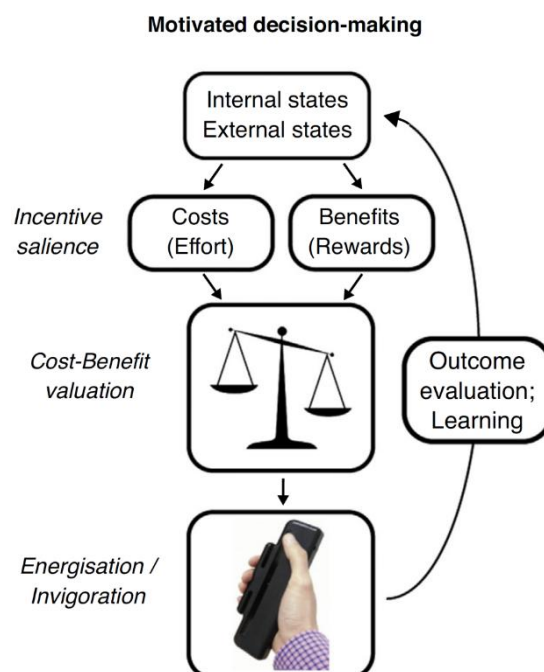 Motivated decision-making
Internal states
External states
Incentive
salience
Costs
(Effort)
Benefits
(Rewards)
Cost-Benefit
valuation
Outcome
evaluation;
Learning
Energisation /
Invigoration